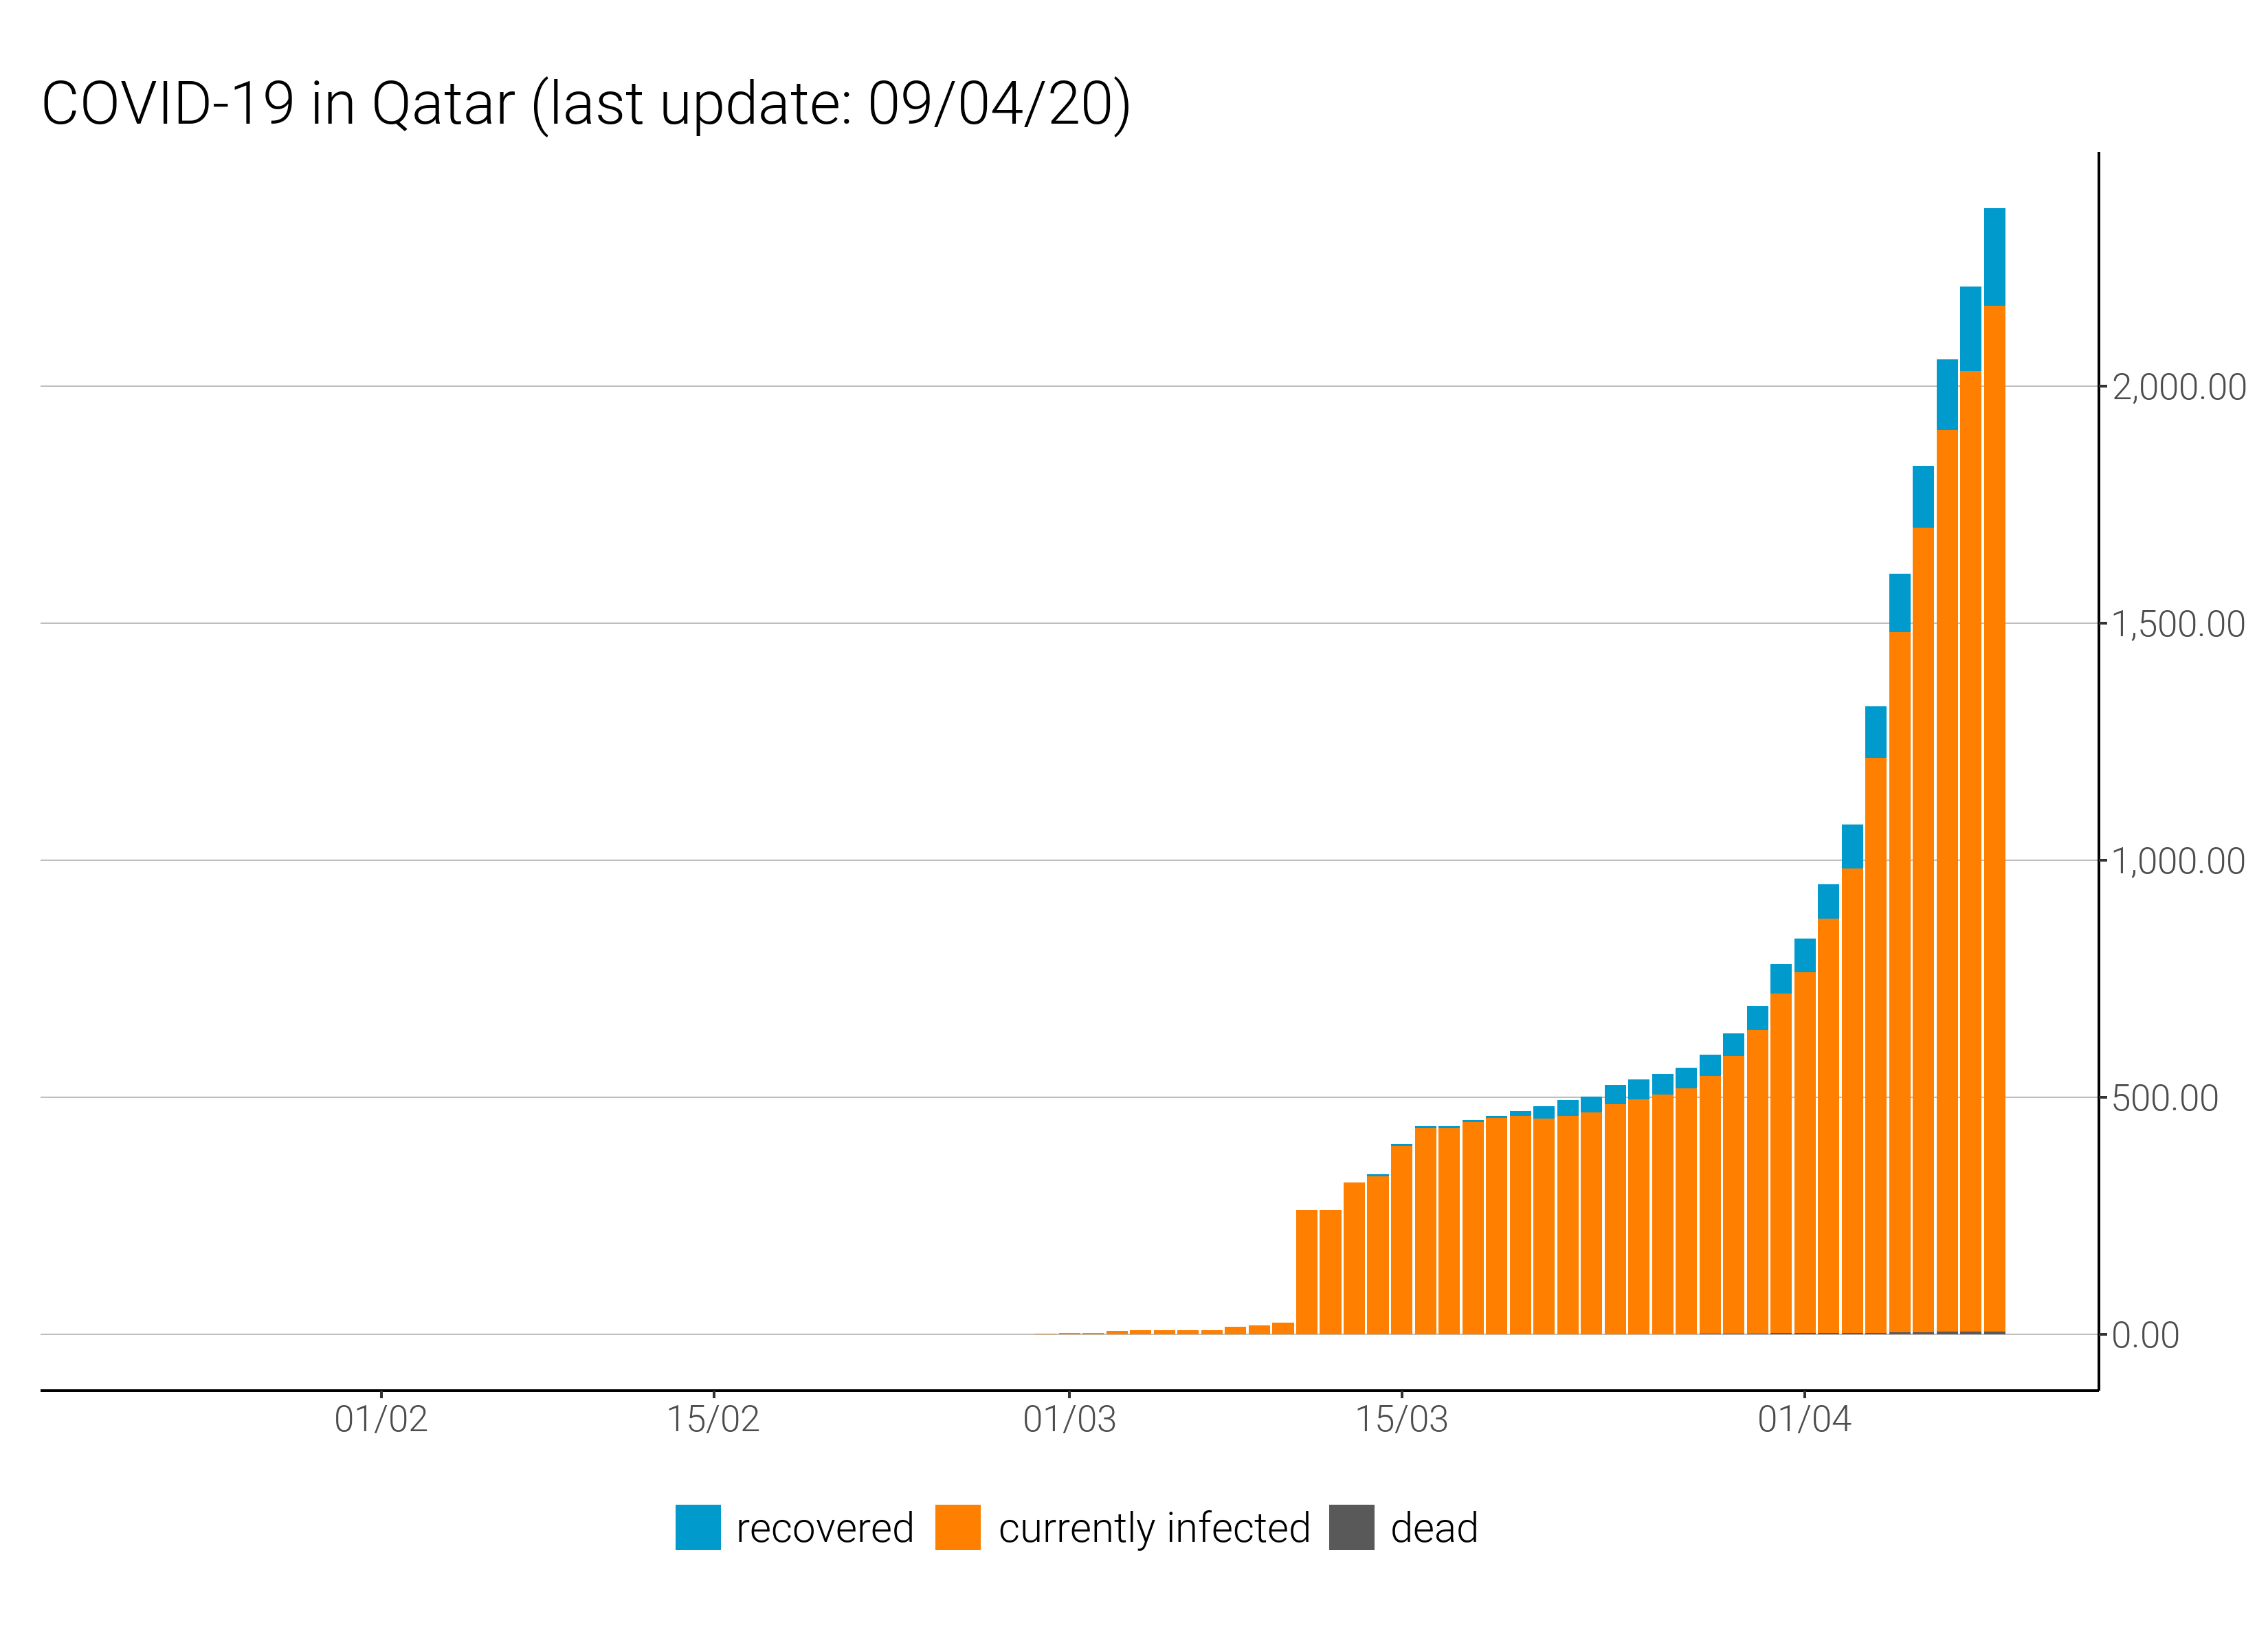 COVID-19 in Qatar (last update: 09/04/20)
2,000.00
1,500.00
1,000.00
500.00
0.00
01/02 15/02 01/03 15/03 01/04
recovered currently infected dead